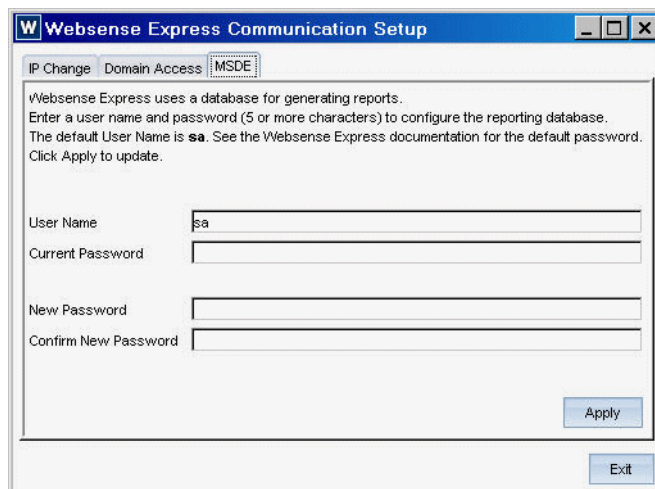 W Websense Express Communication Setup
IP Change Domain Access MSDE
Websense Express uses a database for generating reports.
Enter a user name and password (5 or more characters) to configure the reporting database.
The default User Name is sa. See the Websense Express documentation for the default password.
Click Apply to update.
User Name sa
Current Password
New Password
Confirm New Password
Apply
Exit